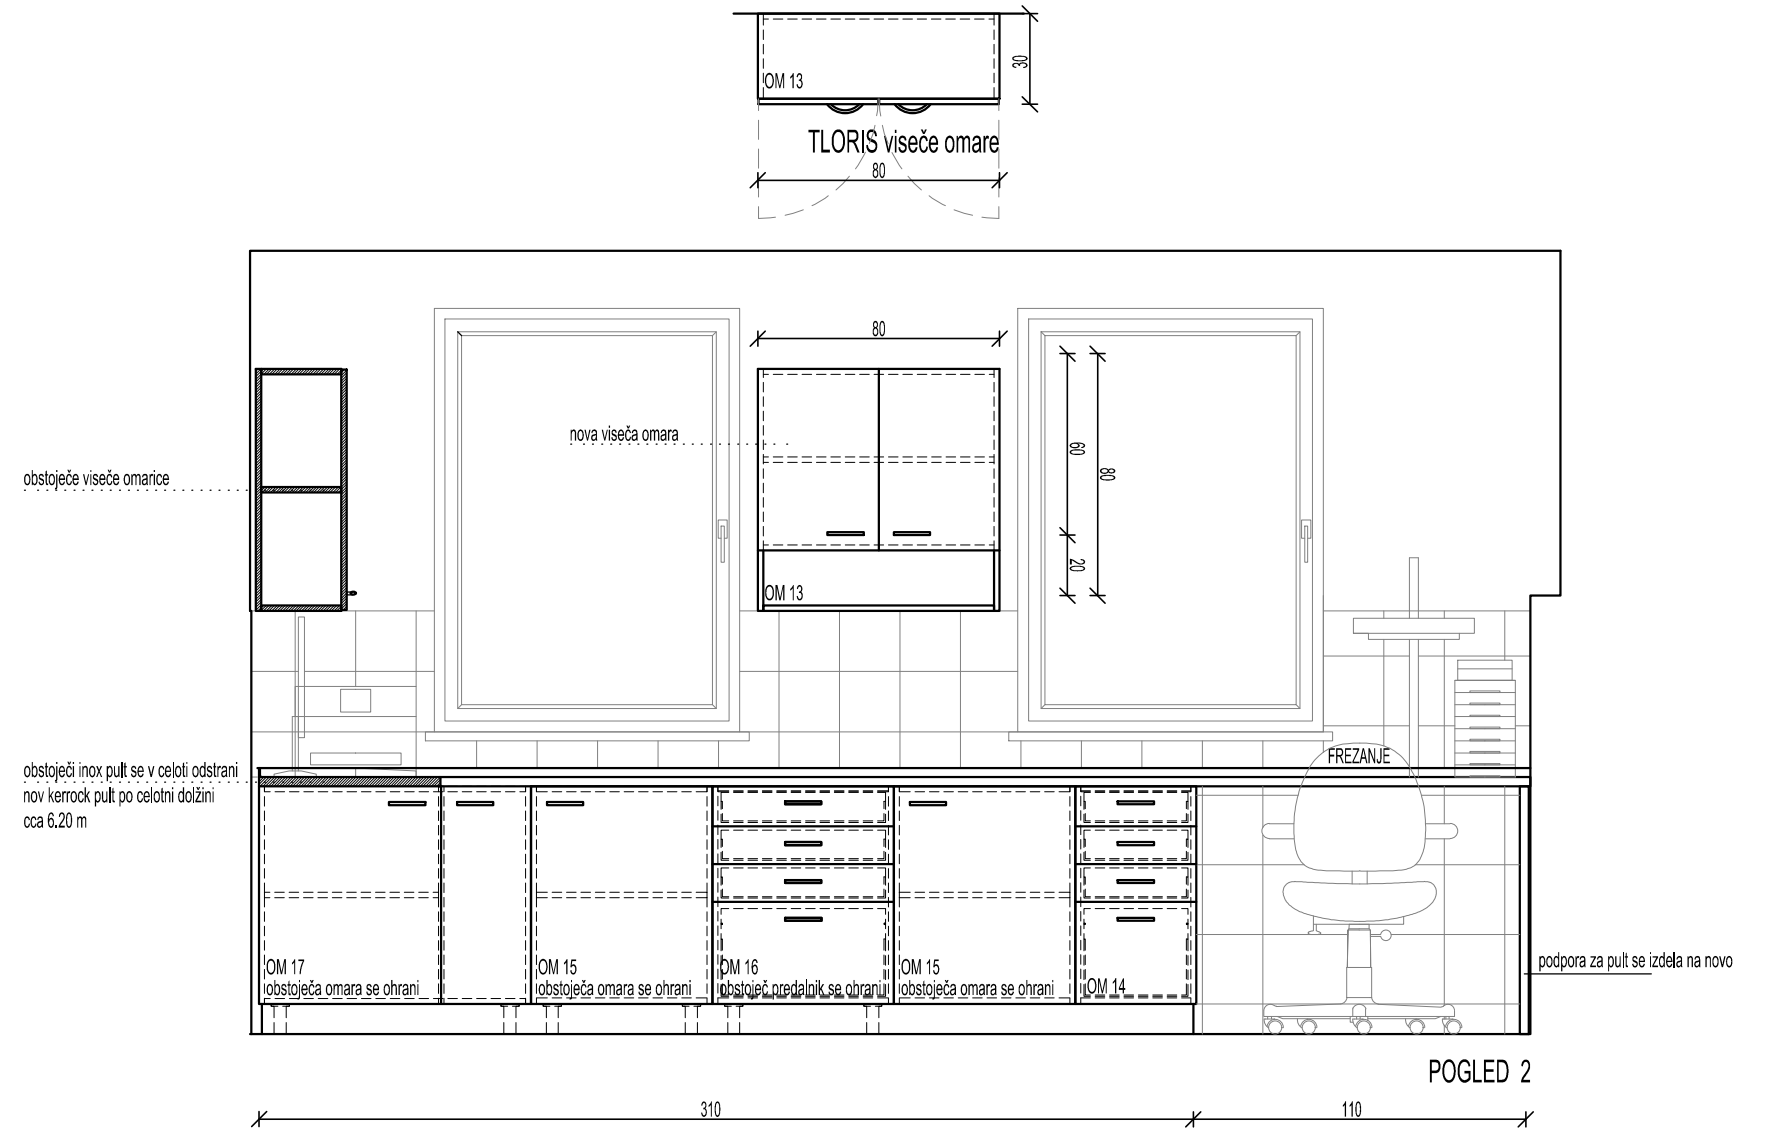 30
OM 13
TLORIS viseče omare
80
80
nova viseča omara
60
80
obstoječe viseče omarice
20
OM 13
FREZANJE
obstoječi inox pult se v celoti odstrani
nov kerrock pult po celotni dolžini
cca 6.20 m
OM 17
obstoječa omara se ohrani
OM 15
obstoječa omara se ohrani
OM 16
obstoječ predalnik se ohrani
OM 15
obstoječa omara se ohrani
OM 14
podpora za pult se izdela na novo
POGLED 2
310
110